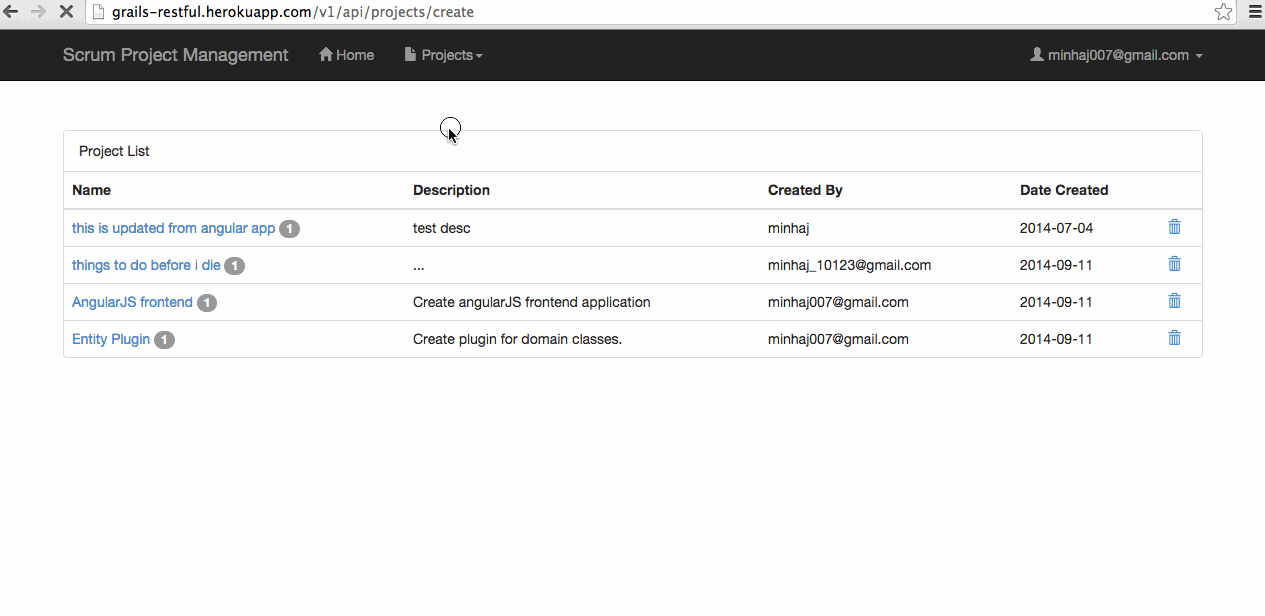 grails-restful.herokuapp.com/v1/api/projects/create
Scrum Project Management Home Projects minhaj007@gmail.com
Project List
Name Description Created By Date Created
this is updated from angular app 1 test desc minhaj 2014-07-04
things to do before i die 1 ... minhaj_10123@gmail.com 2014-09-11
AngularJS frontend 1 Create angularJS frontend application minhaj007@gmail.com 2014-09-11
Entity Plugin 1 Create plugin for domain classes. minhaj007@gmail.com 2014-09-11